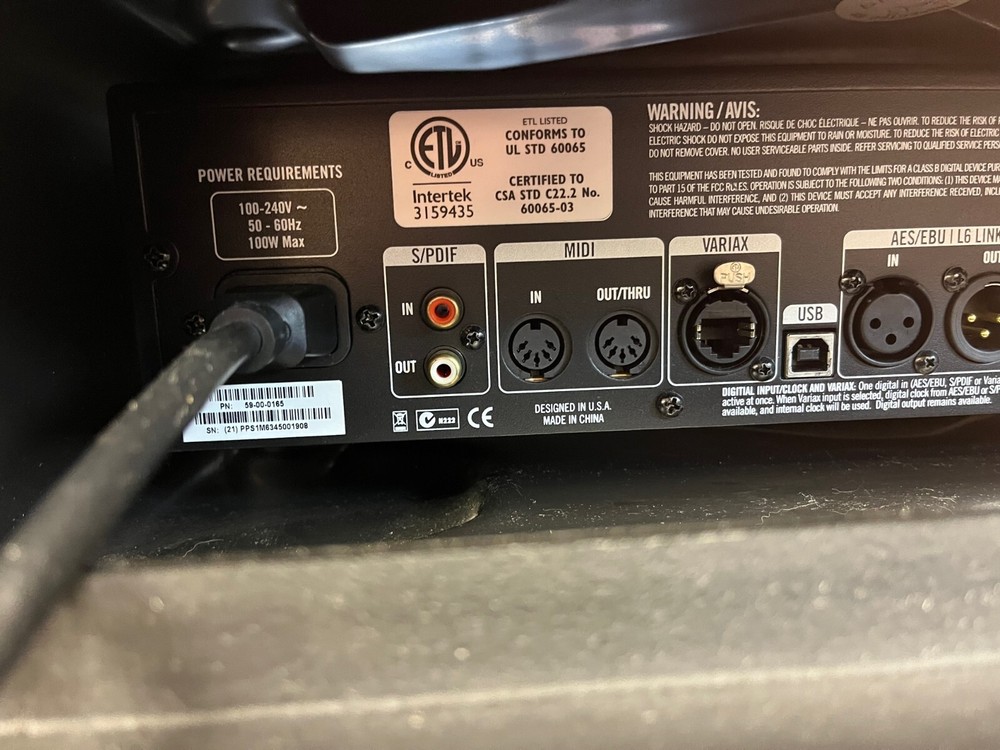 POWER REQUIREMENTS
100-240V ~
50 - 60Hz
100W Max
C ETL US
LISTED
Intertek
3159435
ETL LISTED
CONFORMS TO
UL STD 60065
CERTIFIED TO
CSA STD C22.2 No.
60065-03
WARNING / AVIS:
SHOCK HAZARD – DO NOT OPEN. RISQUE DE CHOC ÉLECTRIQUE – NE PAS OUVRIR. TO REDUCE THE RISK OF
ELECTRIC SHOCK DO NOT EXPOSE THIS EQUIPMENT TO RAIN OR MOISTURE. TO REDUCE THE RISK OF ELECTRIC
DO NOT REMOVE COVER. NO USER SERVICEABLE PARTS INSIDE. REFER SERVICING TO QUALIFIED SERVICE
THIS EQUIPMENT HAS BEEN TESTED AND FOUND TO COMPLY WITH THE LIMITS FOR A CLASS B DIGITAL DEVICE
TO PART 15 OF THE FCC RULES. OPERATION IS SUBJECT TO THE FOLLOWING TWO CONDITIONS: (1) THIS DEVICE
CAUSE HARMFUL INTERFERENCE, AND (2) THIS DEVICE MUST ACCEPT ANY INTERFERENCE RECEIVED,
INTERFERENCE THAT MAY CAUSE UNDESIRABLE OPERATION.
S/PDIF
IN
OUT
MIDI
IN
OUT/THRU
VARIAX
PUSH
USB
AES/EBU | L6 LINK
IN
OUT
DIGITAL INPUT/CLOCK AND VARIAX: One digital in (AES/EBU, S/PDIF or
active at once. When Variax input is selected, digital clock from AES/EBU or
available, and internal clock will be used. Digital output remains available.
PN: 59-00-0165
SN: (21) PPS1M6345001908
N223
CE
DESIGNED IN U.S.A.
MADE IN CHINA